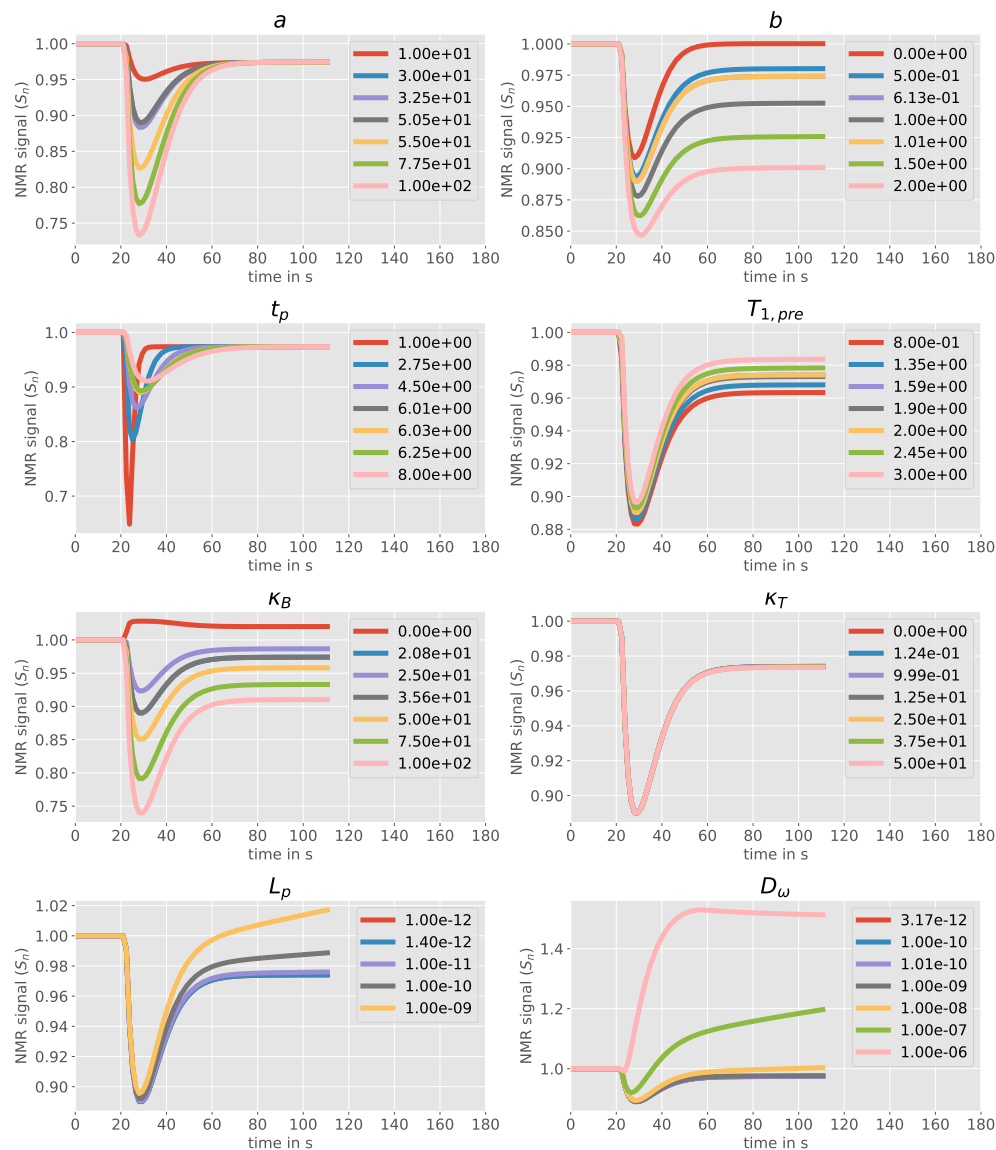 a
NMR signal (Sn)
1.00
0.95
0.90
0.85
0.80
0.75
1.00e+01
3.00e+01
3.25e+01
5.05e+01
5.50e+01
7.75e+01
1.00e+02
0 20 40 60 80 100 120 140 160 180
time in s
b
NMR signal (Sn)
1.000
0.975
0.950
0.925
0.900
0.875
0.850
0.00e+00
5.00e-01
6.13e-01
1.00e+00
1.01e+00
1.50e+00
2.00e+00
0 20 40 60 80 100 120 140 160 180
time in s
tp
NMR signal (Sn)
1.0
0.9
0.8
0.7
1.00e+00
2.75e+00
4.50e+00
6.01e+00
6.03e+00
6.25e+00
8.00e+00
0 20 40 60 80 100 120 140 160 180
time in s
T1, pre
NMR signal (Sn)
1.00
0.98
0.96
0.94
0.92
0.90
0.88
8.00e-01
1.35e+00
1.59e+00
1.90e+00
2.00e+00
2.45e+00
3.00e+00
0 20 40 60 80 100 120 140 160 180
time in s
κB
NMR signal (Sn)
1.00
0.95
0.90
0.85
0.80
0.75
0.00e+00
2.08e+01
2.50e+01
3.56e+01
5.00e+01
7.50e+01
1.00e+02
0 20 40 60 80 100 120 140 160 180
time in s
κT
NMR signal (Sn)
1.00
0.98
0.96
0.94
0.92
0.90
0.00e+00
1.24e-01
9.99e-01
1.25e+01
2.50e+01
3.75e+01
5.00e+01
0 20 40 60 80 100 120 140 160 180
time in s
Lp
NMR signal (Sn)
1.02
1.00
0.98
0.96
0.94
0.92
0.90
1.00e-12
1.40e-12
1.00e-11
1.00e-10
1.00e-09
0 20 40 60 80 100 120 140 160 180
time in s
Dω
NMR signal (Sn)
1.4
1.2
1.0
3.17e-12
1.00e-10
1.01e-10
1.00e-09
1.00e-08
1.00e-07
1.00e-06
0 20 40 60 80 100 120 140 160 180
time in s